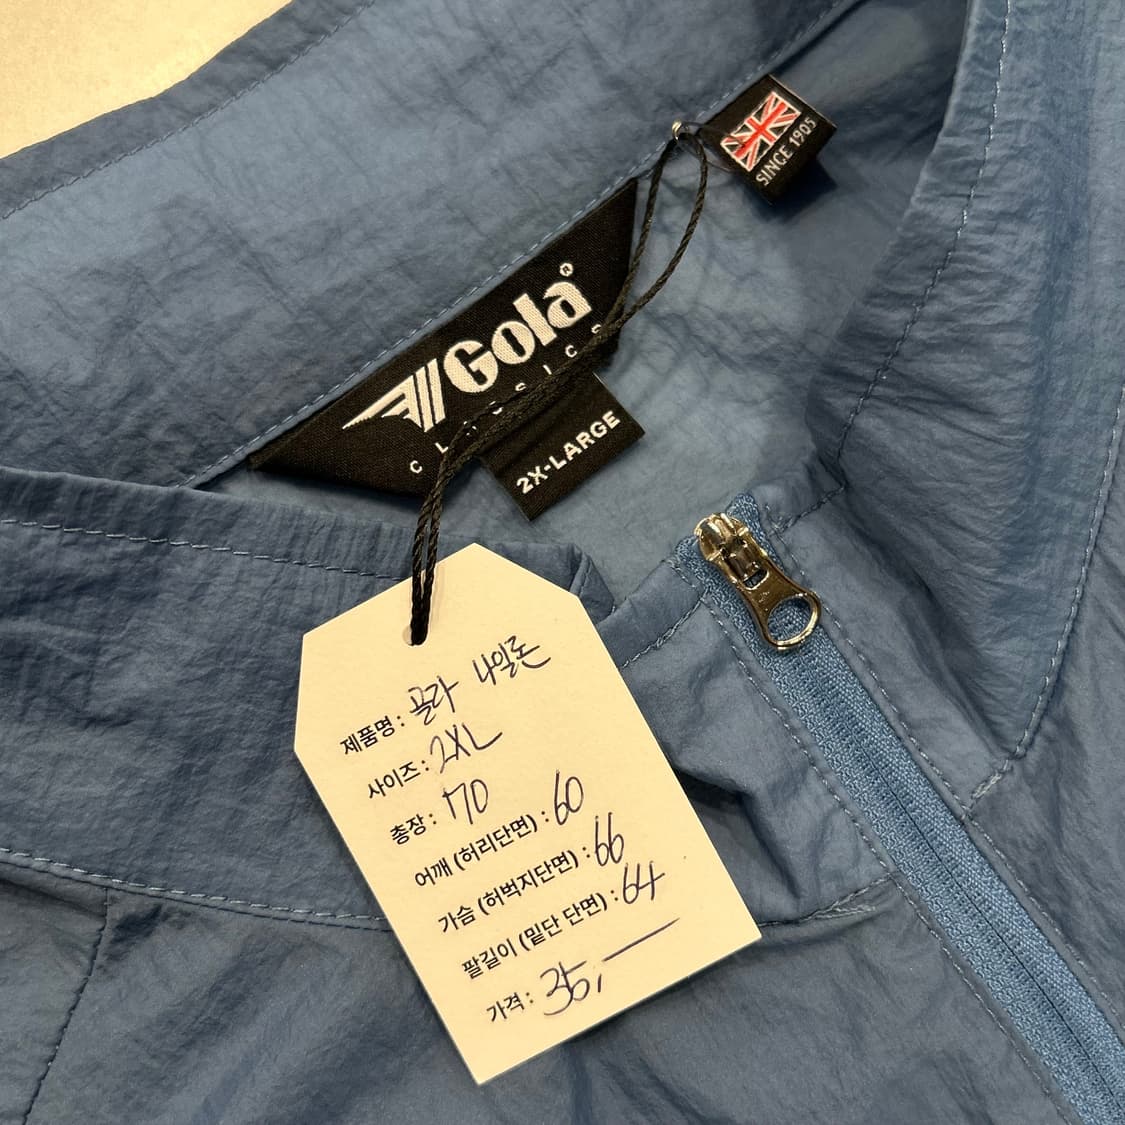 SINCE 1905
Gola®
CLASSICS
2X-LARGE
제품명: 골라 나일론
사이즈: 2XL
총장: 70
어깨 (허리단면) : 60
가슴 (허벅지단면) : 66
팔길이 (밑단 단면) : 64
가격: 35,—